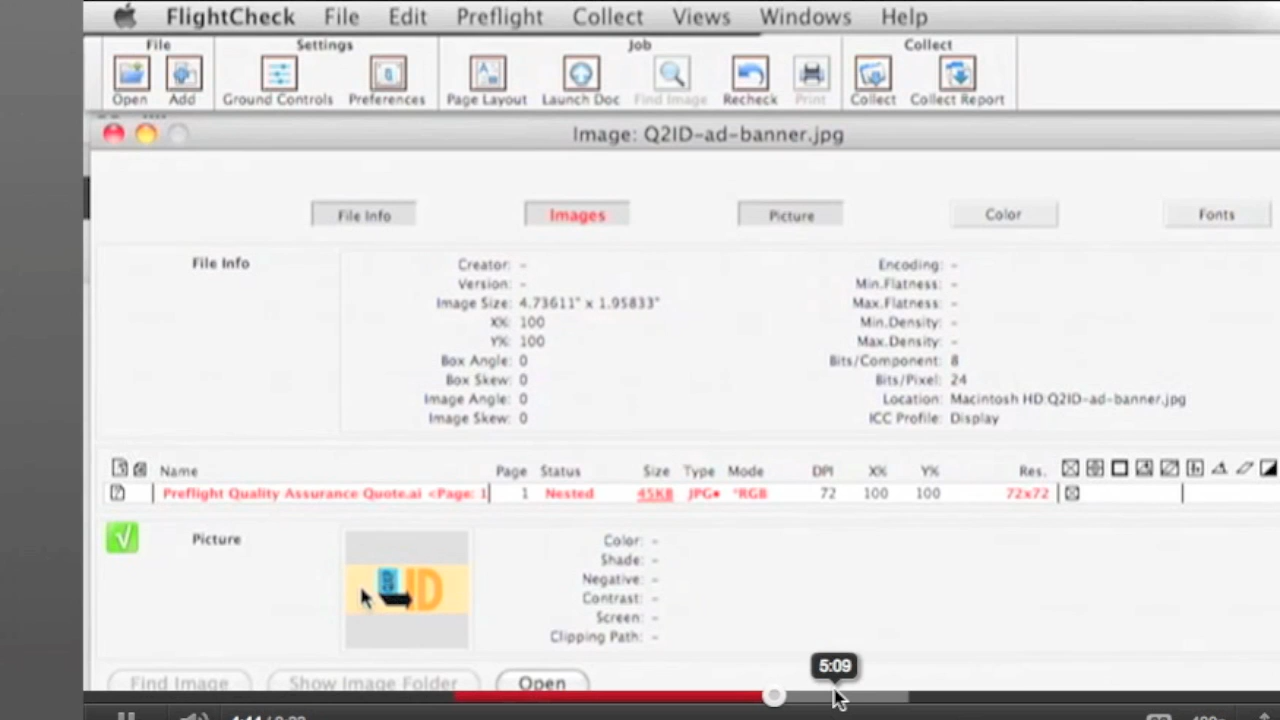 FlightCheck File Edit Preflight Collect Views Windows Help
File Settings Job Collect
Open Add Ground Controls Preferences Page Layout Launch Doc Find Image Recheck Print Collect Collect Report
Image: Q2ID-ad-banner.jpg
File Info Images Picture Color Fonts
File Info
Creator: - Encoding: -
Version: - Min.Flatness: -
Image Size: 4.73611" x 1.95833" Max.Flatness: -
X%: 100 Min.Density: -
Y%: 100 Max.Density: -
Box Angle: 0 Bits/Component: 8
Box Skew: 0 Bits/Pixel: 24
Image Angle: 0 Location: Macintosh HD:Q2ID-ad-banner.jpg
Image Skew: 0 ICC Profile: Display
Name Page Status Size Type Mode DPI X% Y% Res.
Preflight Quality Assurance Quote.ai <Page: 1 1 Nested 45KB JPG• *RGB 72 100 100 72x72
Picture
ID
Color: -
Shade: -
Negative: -
Contrast: -
Screen: -
Clipping Path: -
Find Image Show Image Folder Open
5:09